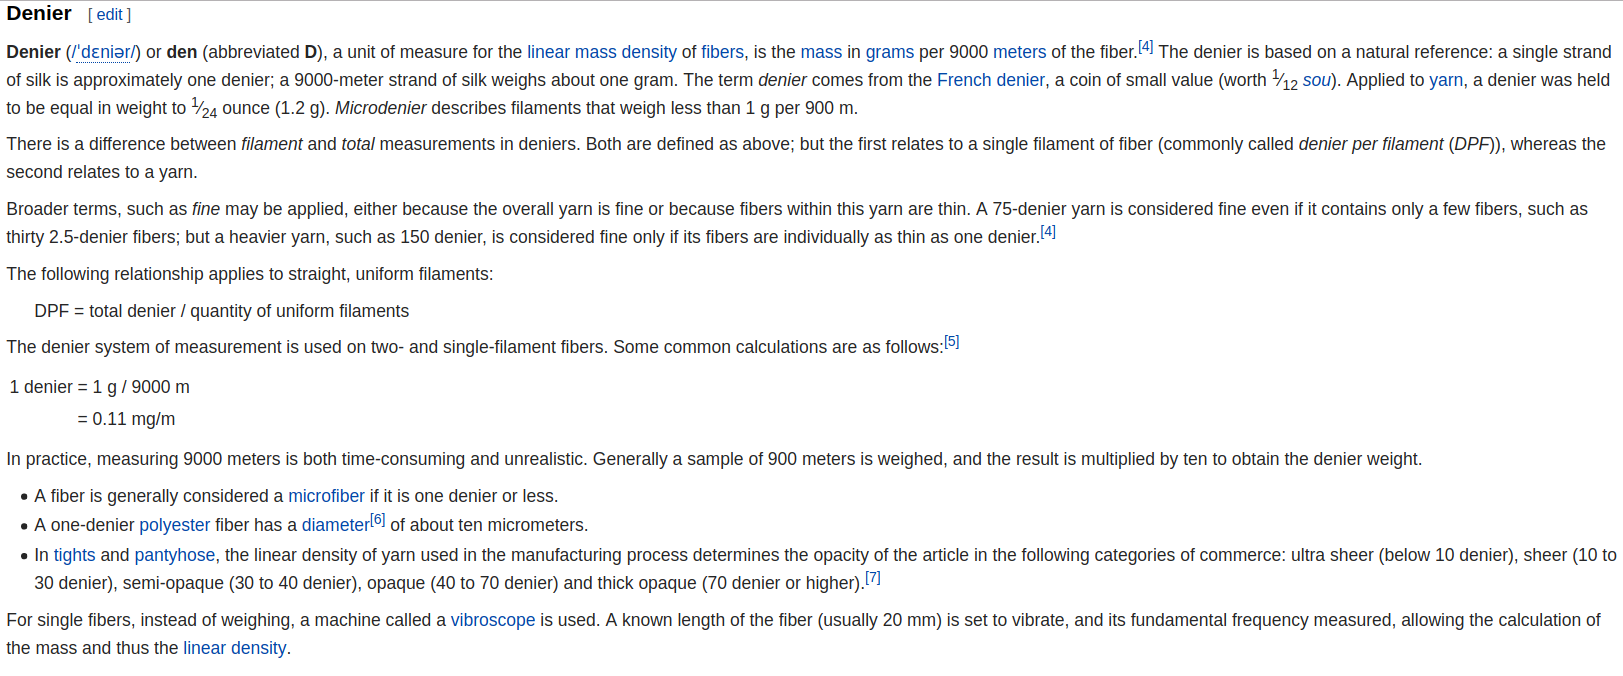 Denier [ edit ]
Denier (/ˈdɛniər/) or den (abbreviated D), a unit of measure for the linear mass density of fibers, is the mass in grams per 9000 meters of the fiber.[4] The denier is based on a natural reference: a single strand
of silk is approximately one denier; a 9000-meter strand of silk weighs about one gram. The term denier comes from the French denier, a coin of small value (worth 1⁄12 sou). Applied to yarn, a denier was held
to be equal in weight to 1⁄24 ounce (1.2 g). Microdenier describes filaments that weigh less than 1 g per 900 m.
There is a difference between filament and total measurements in deniers. Both are defined as above; but the first relates to a single filament of fiber (commonly called denier per filament (DPF)), whereas the
second relates to a yarn.
Broader terms, such as fine may be applied, either because the overall yarn is fine or because fibers within this yarn are thin. A 75-denier yarn is considered fine even if it contains only a few fibers, such as
thirty 2.5-denier fibers; but a heavier yarn, such as 150 denier, is considered fine only if its fibers are individually as thin as one denier.[4]
The following relationship applies to straight, uniform filaments:
DPF = total denier / quantity of uniform filaments
The denier system of measurement is used on two- and single-filament fibers. Some common calculations are as follows:[5]
1 denier = 1 g / 9000 m
= 0.11 mg/m
In practice, measuring 9000 meters is both time-consuming and unrealistic. Generally a sample of 900 meters is weighed, and the result is multiplied by ten to obtain the denier weight.
• A fiber is generally considered a microfiber if it is one denier or less.
• A one-denier polyester fiber has a diameter[6] of about ten micrometers.
• In tights and pantyhose, the linear density of yarn used in the manufacturing process determines the opacity of the article in the following categories of commerce: ultra sheer (below 10 denier), sheer (10 to
30 denier), semi-opaque (30 to 40 denier), opaque (40 to 70 denier) and thick opaque (70 denier or higher).[7]
For single fibers, instead of weighing, a machine called a vibroscope is used. A known length of the fiber (usually 20 mm) is set to vibrate, and its fundamental frequency measured, allowing the calculation of
the mass and thus the linear density.